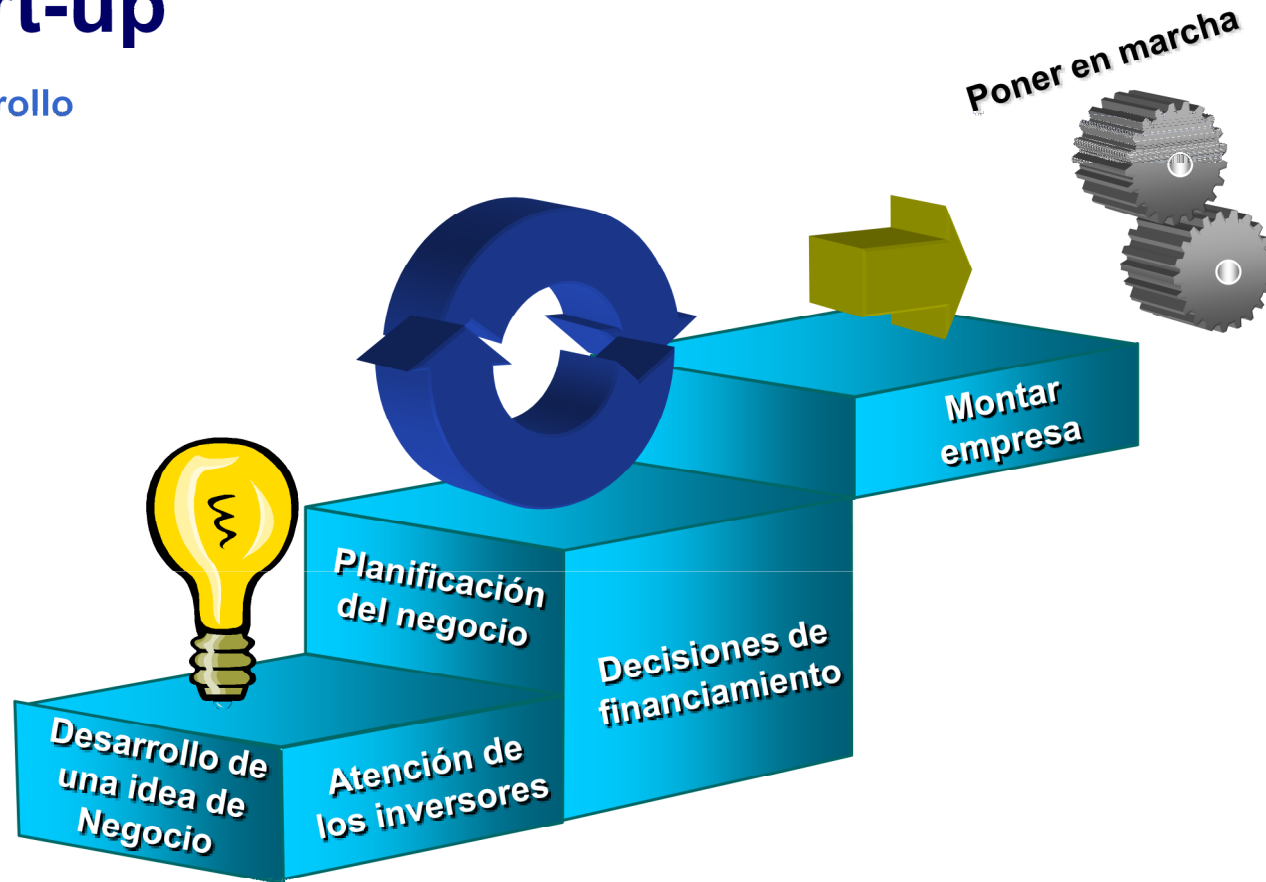 rt-up
rollo
Poner en marcha
Montar
empresa
Planificación
del negocio
Decisiones de
financiamiento
Desarrollo de
una idea de
Negocio
Atención de
los inversores